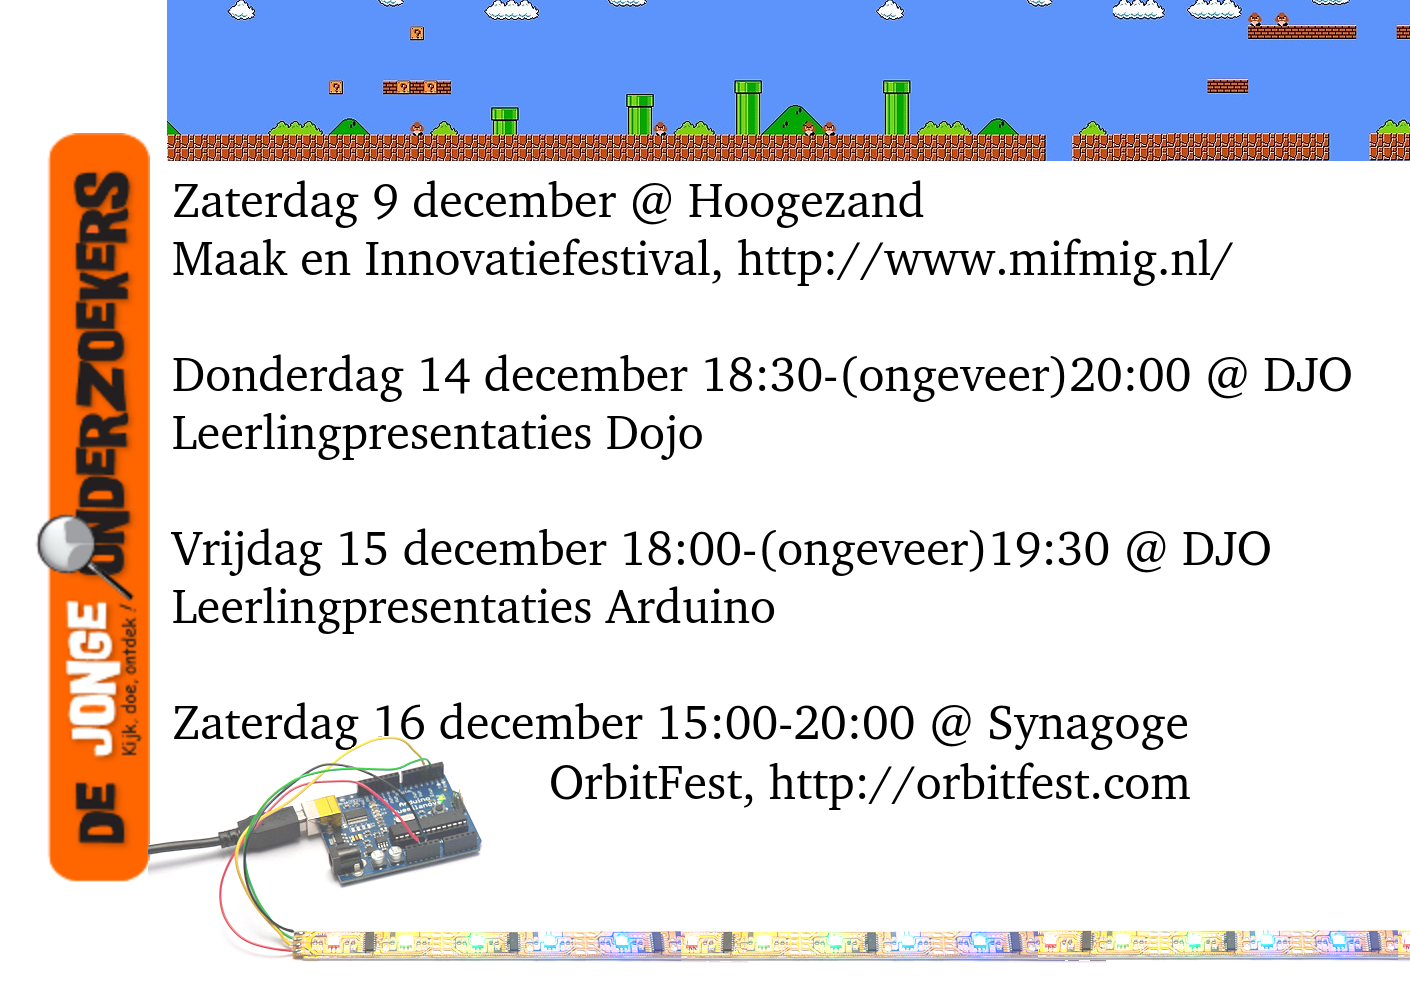 Zaterdag 9 december @ Hoogezand
Maak en Innovatiefestival, http://www.mifmig.nl/
Donderdag 14 december 18:30-(ongeveer)20:00 @ DJO
Leerlingpresentaties Dojo
Vrijdag 15 december 18:00-(ongeveer)19:30 @ DJO
Leerlingpresentaties Arduino
Zaterdag 16 december 15:00-20:00 @ Synagoge
OrbitFest, http://orbitfest.com
DE JONGE ONDERZOEKERS
Kijk, doe, ontdek !
Arduino